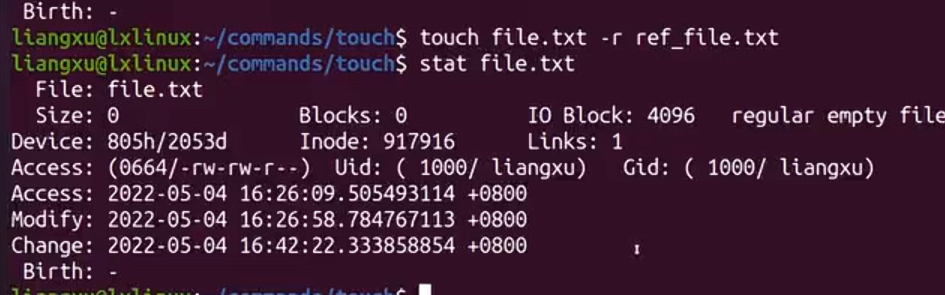 Birth: -
liangxu@lxlinux:~/commands/touch$ touch file.txt -r ref_file.txt
liangxu@lxlinux:~/commands/touch$ stat file.txt
File: file.txt
Size: 0 Blocks: 0 IO Block: 4096 regular empty file
Device: 805h/2053d Inode: 917916 Links: 1
Access: (0664/-rw-rw-r--) Uid: ( 1000/ liangxu) Gid: ( 1000/ liangxu)
Access: 2022-05-04 16:26:09.505493114 +0800
Modify: 2022-05-04 16:26:58.784767113 +0800
Change: 2022-05-04 16:42:22.333858854 +0800
Birth: -
liangxu@lxlinux:~/commands/touch$